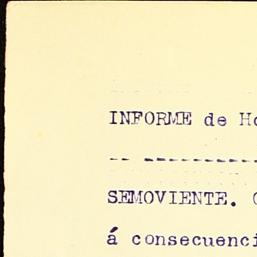 INFORME de Ho
-- ----------
SEMOVIENTE.
á consecuenci